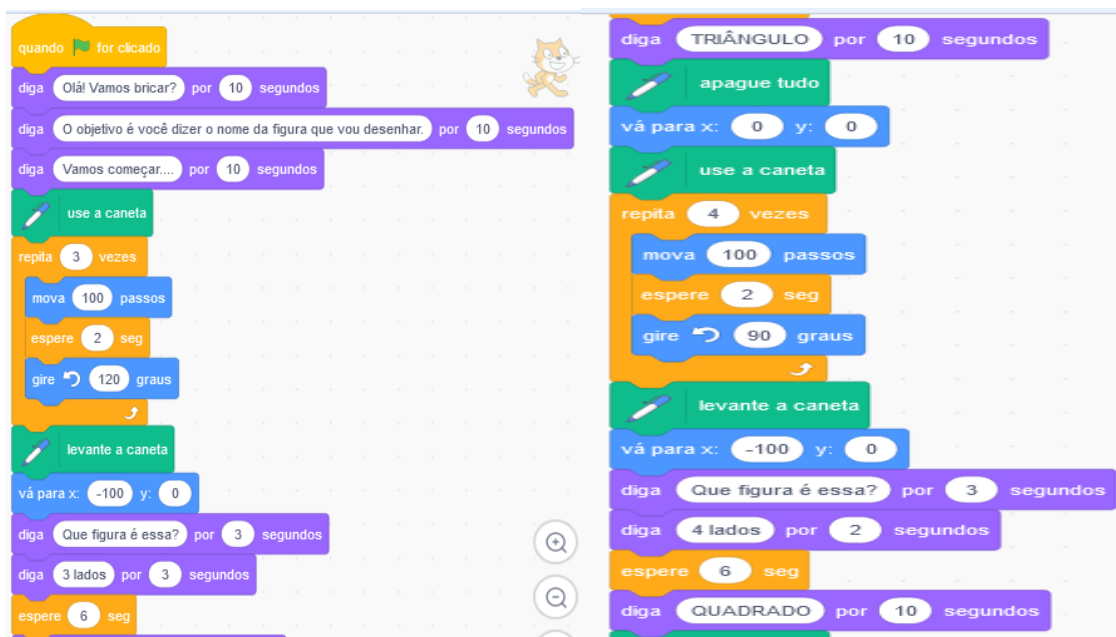 quando for clicado
diga Olá! Vamos bricar? por 10 segundos
diga O objetivo é você dizer o nome da figura que vou desenhar. por 10 segundos
diga Vamos começar.... por 10 segundos
use a caneta
repita 3 vezes
mova 100 passos
espere 2 seg
gire 120 graus
levante a caneta
vá para x: -100 y: 0
diga Que figura é essa? por 3 segundos
diga 3 lados por 3 segundos
espere 6 seg
diga TRIÂNGULO por 10 segundos
apague tudo
vá para x: 0 y: 0
use a caneta
repita 4 vezes
mova 100 passos
espere 2 seg
gire 90 graus
levante a caneta
vá para x: -100 y: 0
diga Que figura é essa? por 3 segundos
diga 4 lados por 2 segundos
espere 6 seg
diga QUADRADO por 10 segundos